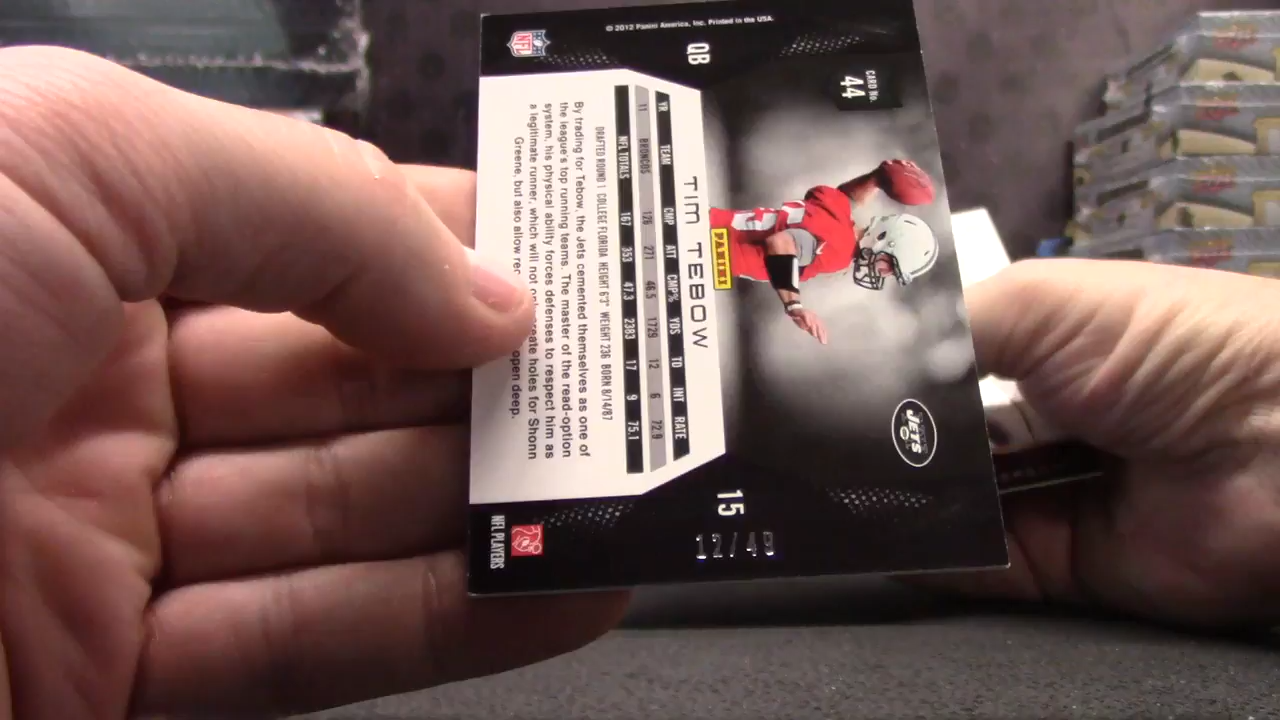 CARD No.
44
JETS
© 2012 Panini America, Inc. Printed in the USA.
NFL
QB
PANINI
15
12/49
TIM TEBOW
YR TEAM CMP ATT CMP% YDS TD INT RATE
11 BRONCOS 126 271 46.5 1729 12 6 72.9
NFL TOTALS 167 353 47.3 2383 17 9 75.1
DRAFTED ROUND 1 COLLEGE FLORIDA HEIGHT 6'3" WEIGHT 236 BORN 8/14/87
By trading for Tebow, the Jets cemented themselves as one of
the league's top running teams. The master of the read-option
system, his physical ability forces defenses to respect him as
a legitimate runner, which will not create holes for Shonn
Greene, but also allow open deep.
NFL PLAYERS